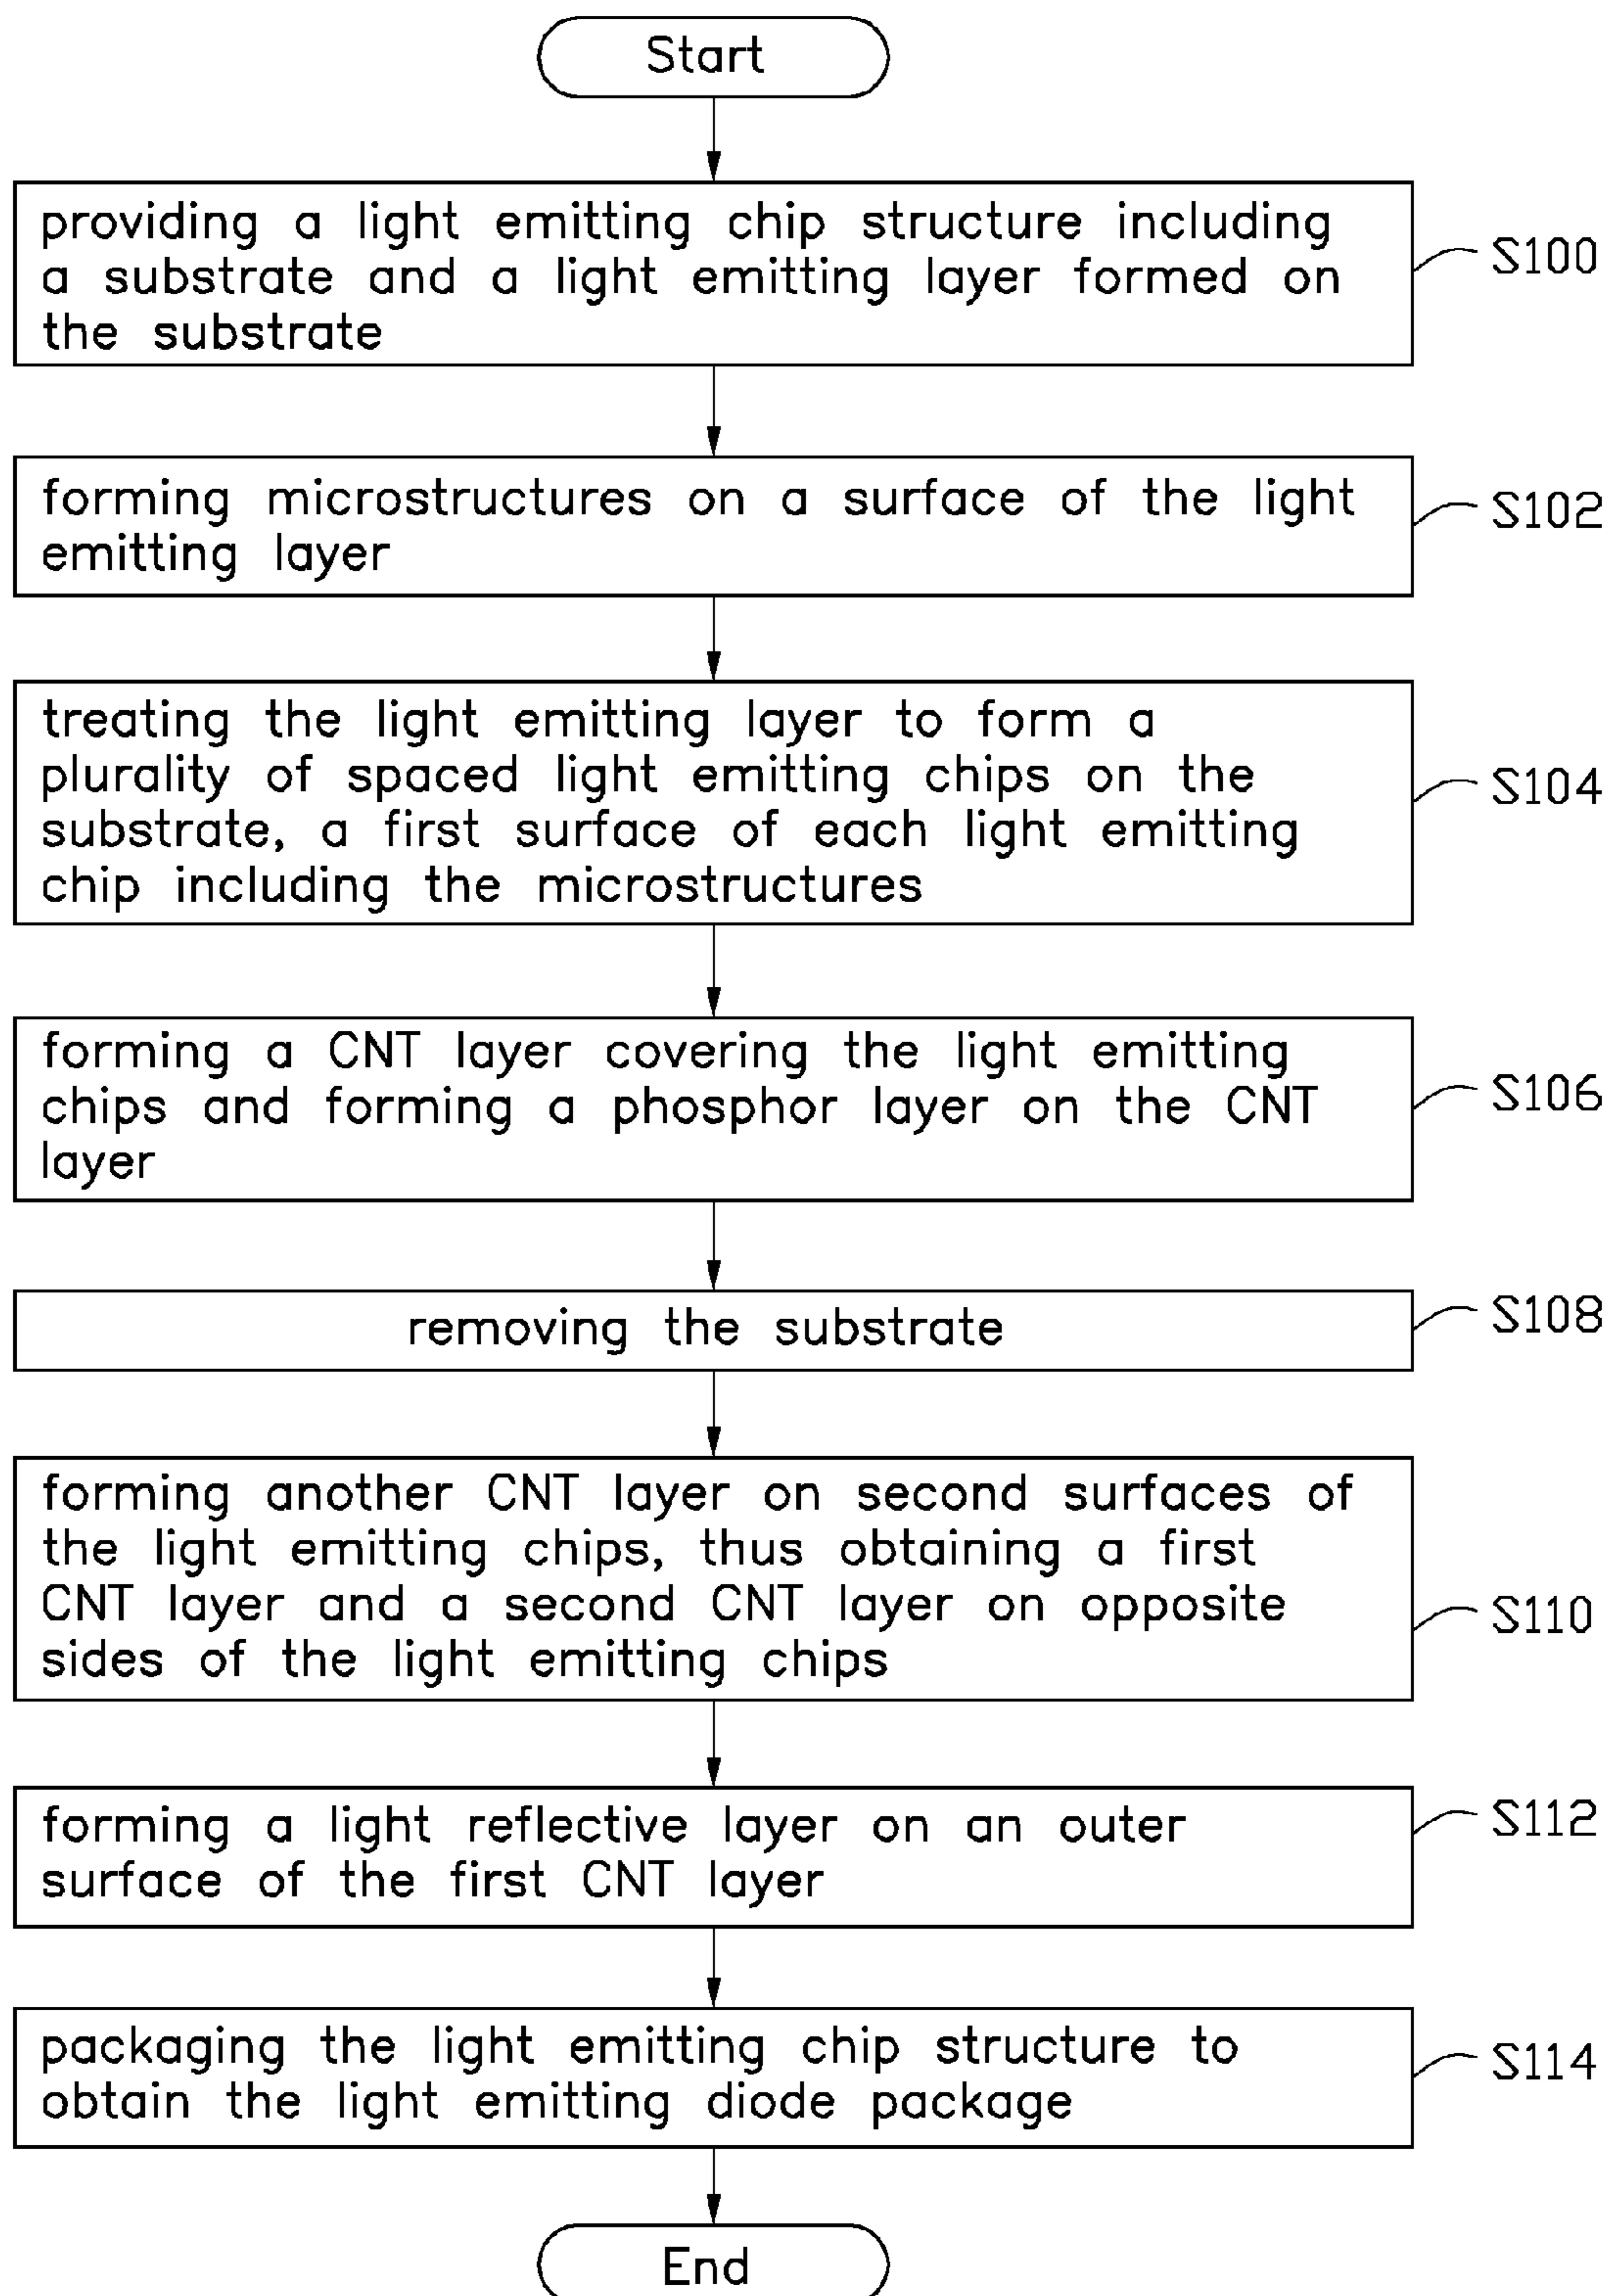 Start
providing a light emitting chip structure including
a substrate and a light emitting layer formed on
the substrate
S100
forming microstructures on a surface of the light
emitting layer
S102
treating the light emitting layer to form a
plurality of spaced light emitting chips on the
substrate, a first surface of each light emitting
chip including the microstructures
S104
forming a CNT layer covering the light emitting
chips and forming a phosphor layer on the CNT
layer
S106
removing the substrate
S108
forming another CNT layer on second surfaces of
the light emitting chips, thus obtaining a first
CNT layer and a second CNT layer on opposite
sides of the light emitting chips
S110
forming a light reflective layer on an outer
surface of the first CNT layer
S112
packaging the light emitting chip structure to
obtain the light emitting diode package
S114
End